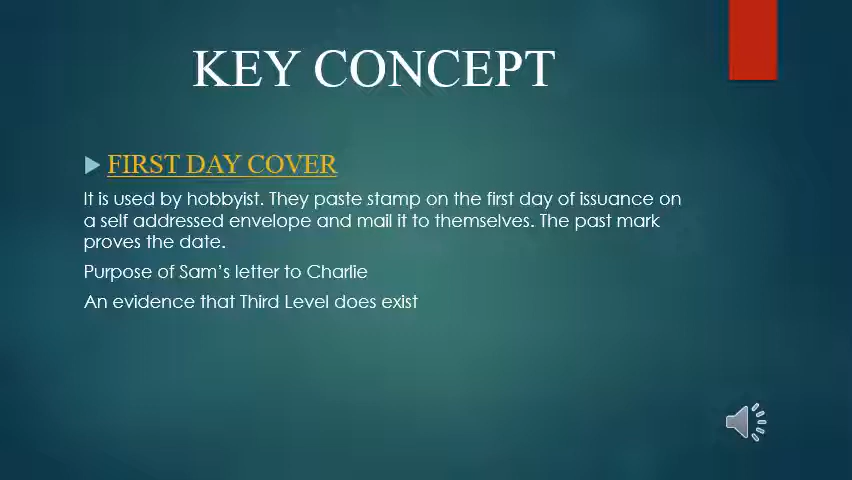 KEY CONCEPT
FIRST DAY COVER
It is used by hobbyist. They paste stamp on the first day of issuance on
a self addressed envelope and mail it to themselves. The past mark
proves the date.
Purpose of Sam's letter to Charlie
An evidence that Third Level does exist